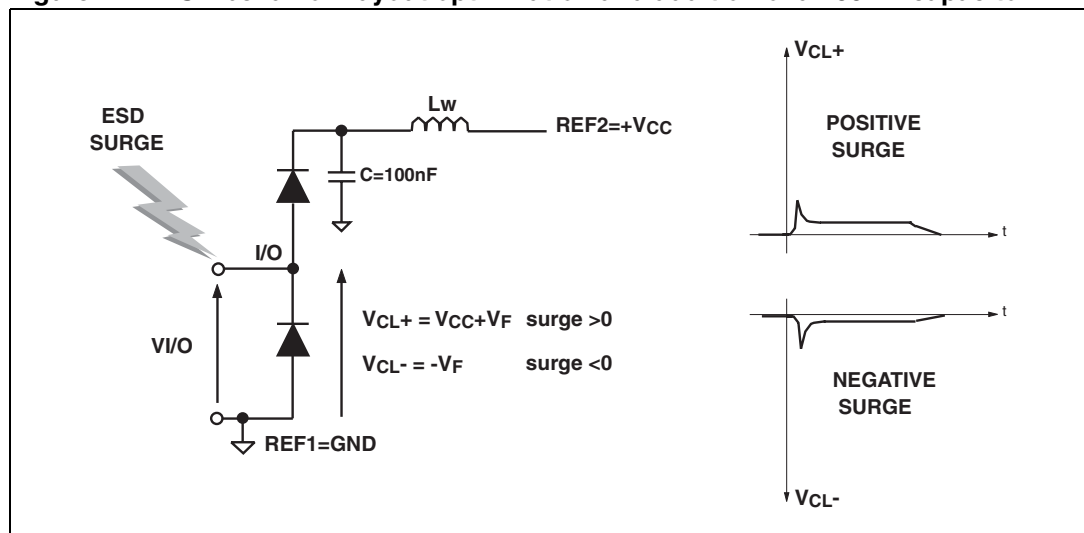 ESD
SURGE
Lw
REF2=+VCC
C=100nF
I/O
VI/O
VCL+ = VCC+VF surge >0
VCL- = -VF surge <0
REF1=GND
VCL+
POSITIVE
SURGE
t
t
NEGATIVE
SURGE
VCL-